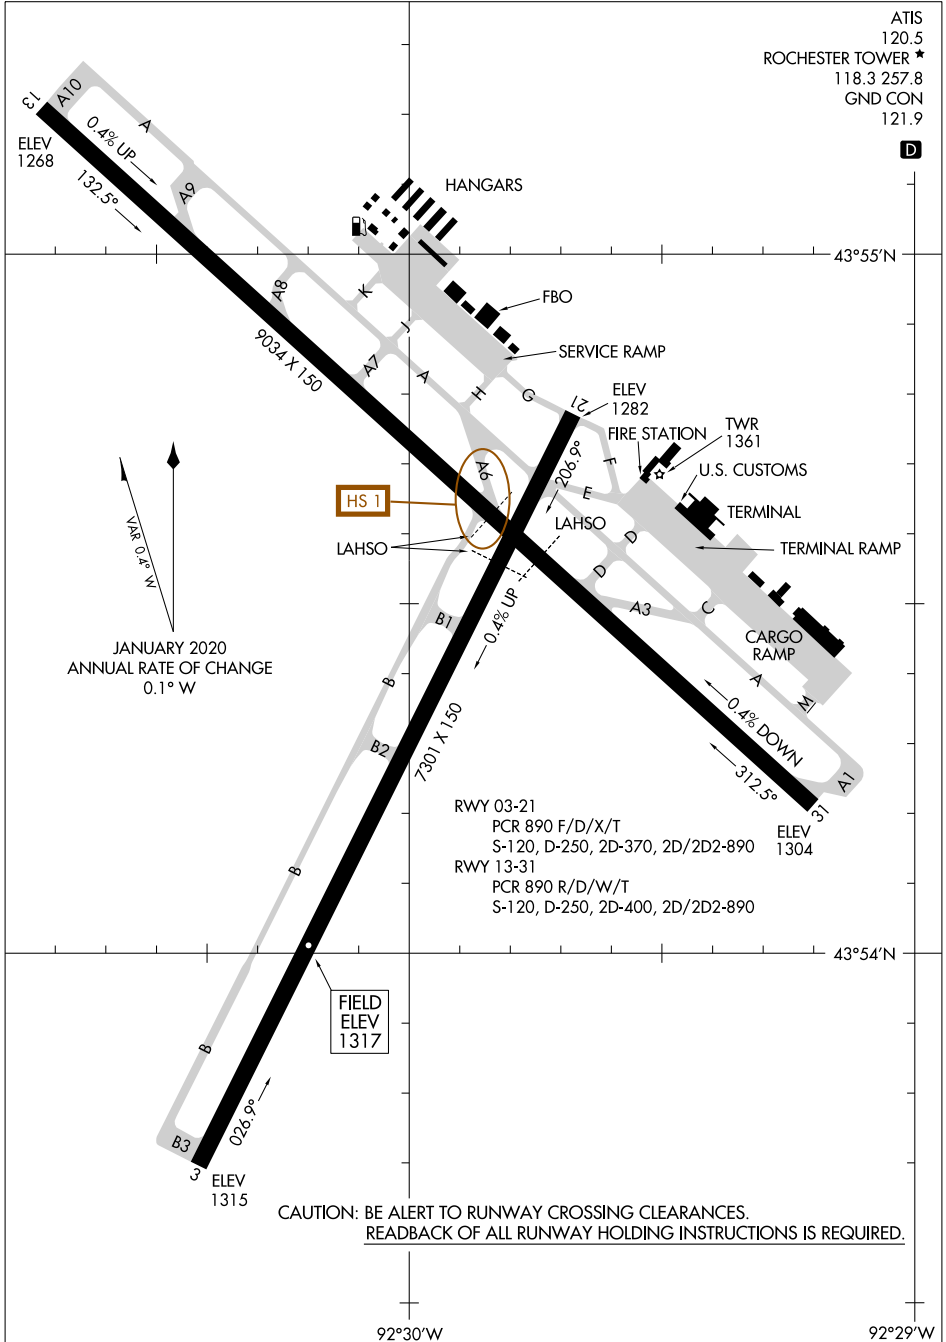 ATIS
120.5
ROCHESTER TOWER ★
118.3 257.8
GND CON
121.9
D
13
A10
A
0.4% UP
ELEV
1268
132.5°
A9
HANGARS
43°55'N
A8
K
FBO
J
SERVICE RAMP
9034 X 150
A7
A
H
G
21
ELEV
1282
TWR
1361
FIRE STATION
U.S. CUSTOMS
206.9°
F
A6
HS 1
E
TERMINAL
LAHSO
D
LAHSO
TERMINAL RAMP
VAR 0.4° W
D
A3
C
B1
0.4% UP
CARGO
RAMP
JANUARY 2020
ANNUAL RATE OF CHANGE
0.1° W
B
A
M
B2
7301 X 150
0.4% DOWN
312.5°
A1
31
ELEV
1304
RWY 03-21
PCR 890 F/D/X/T
S-120, D-250, 2D-370, 2D/2D2-890
RWY 13-31
PCR 890 R/D/W/T
S-120, D-250, 2D-400, 2D/2D2-890
B
43°54'N
FIELD
ELEV
1317
B
026.9°
B3
3
ELEV
1315
CAUTION: BE ALERT TO RUNWAY CROSSING CLEARANCES.
READBACK OF ALL RUNWAY HOLDING INSTRUCTIONS IS REQUIRED.
92°30'W
92°29'W